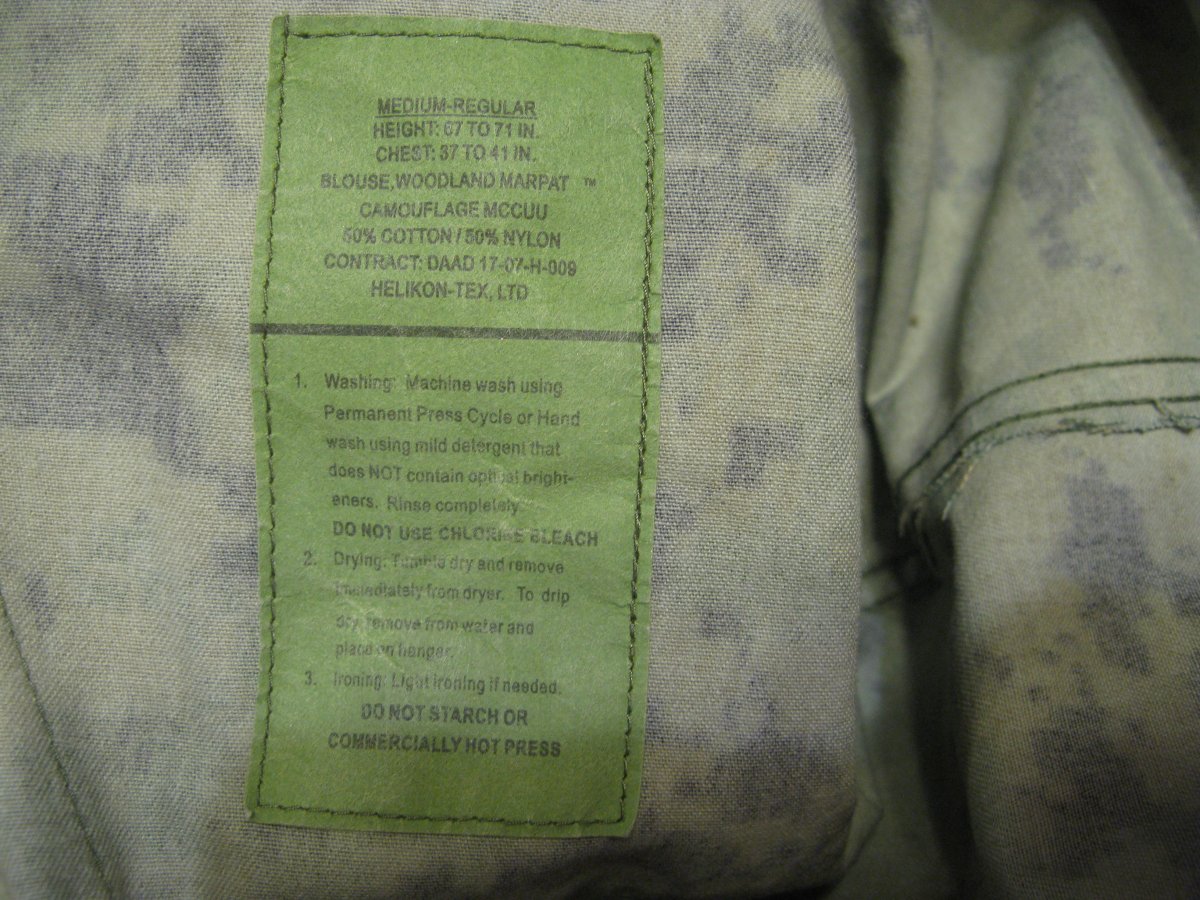 MEDIUM-REGULAR
HEIGHT: 67 TO 71 IN.
CHEST: 37 TO 41 IN.
BLOUSE, WOODLAND MARPAT ™
CAMOUFLAGE MCCUU
50% COTTON / 50% NYLON
CONTRACT: DAAD 17-07-H-009
HELIKON-TEX, LTD
1. Washing: Machine wash using
Permanent Press Cycle or Hand
wash using mild detergent that
does NOT contain optical bright-
eners. Rinse completely.
DO NOT USE CHLORINE BLEACH
2. Drying: Tumble dry and remove
immediately from dryer. To drip
dry, remove from water and
place on hanger.
3. Ironing: Light ironing if needed.
DO NOT STARCH OR
COMMERCIALLY HOT PRESS